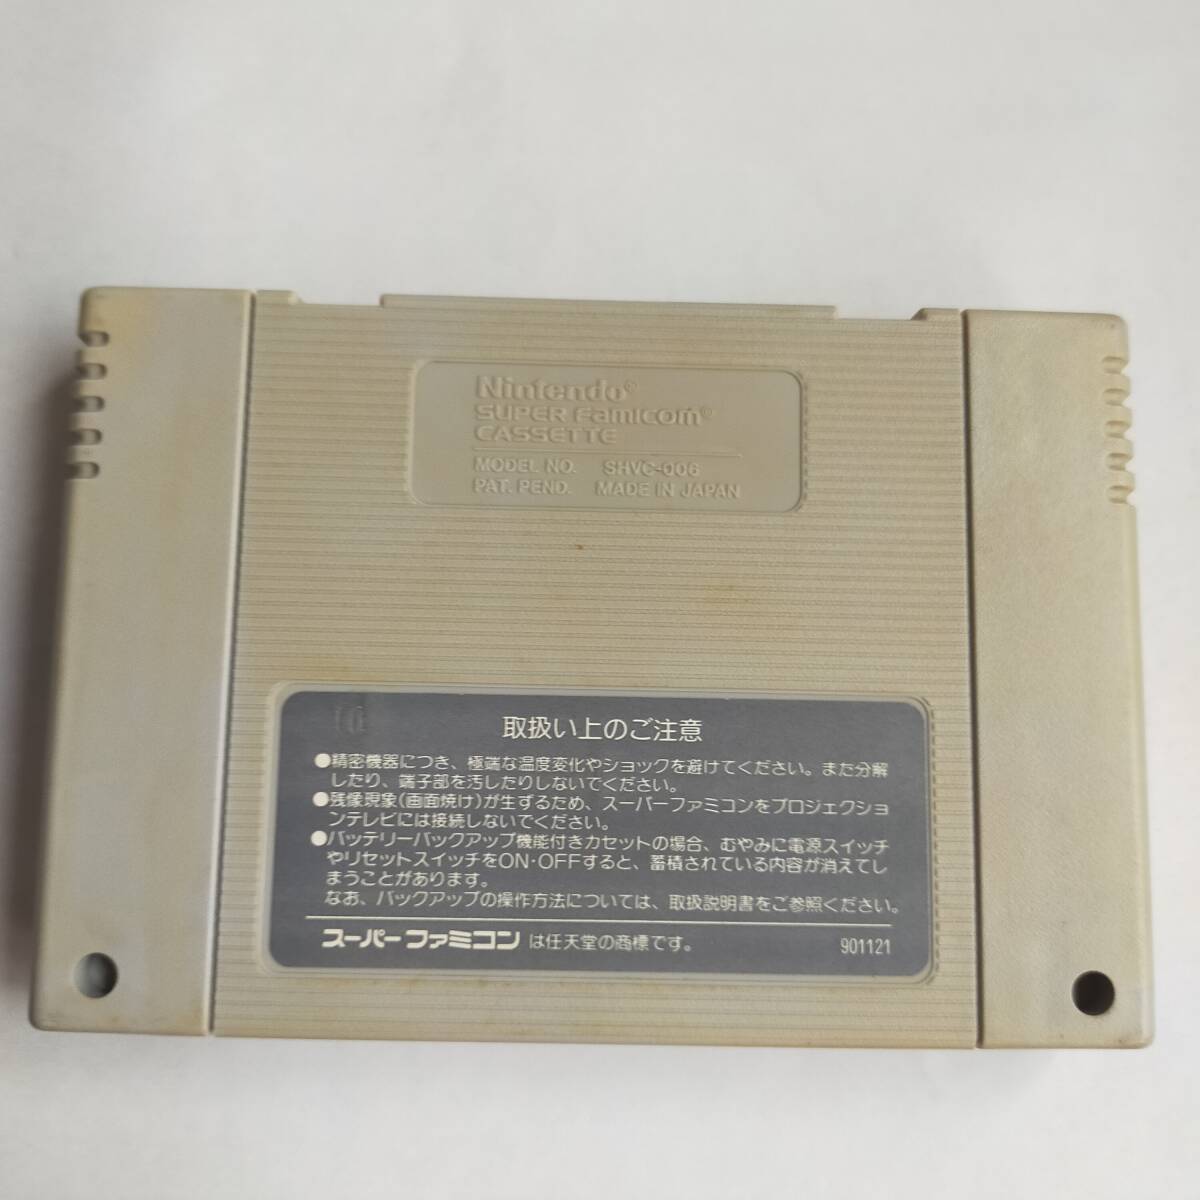 Nintendo®
SUPER FAMICOM®
CASSETTE
MODEL NO. SHVC-006
PAT. PEND. MADE IN JAPAN
取扱い上のご注意
●精密機器につき、極端な温度変化やショックを避けてください。また分解
したり、端子部を汚したりしないでください。
●残像現象(画面焼け)が生ずるため、スーパーファミコンをプロジェクショ
ンテレビには接続しないでください。
●バッテリーバックアップ機能付きカセットの場合、むやみに電源スイッチ
やリセットスイッチをON・OFFすると、蓄積されている内容が消えてし
まうことがあります。
なお、バックアップの操作方法については、取扱説明書をご参照ください。
スーパーファミコン は任天堂の商標です。 901121